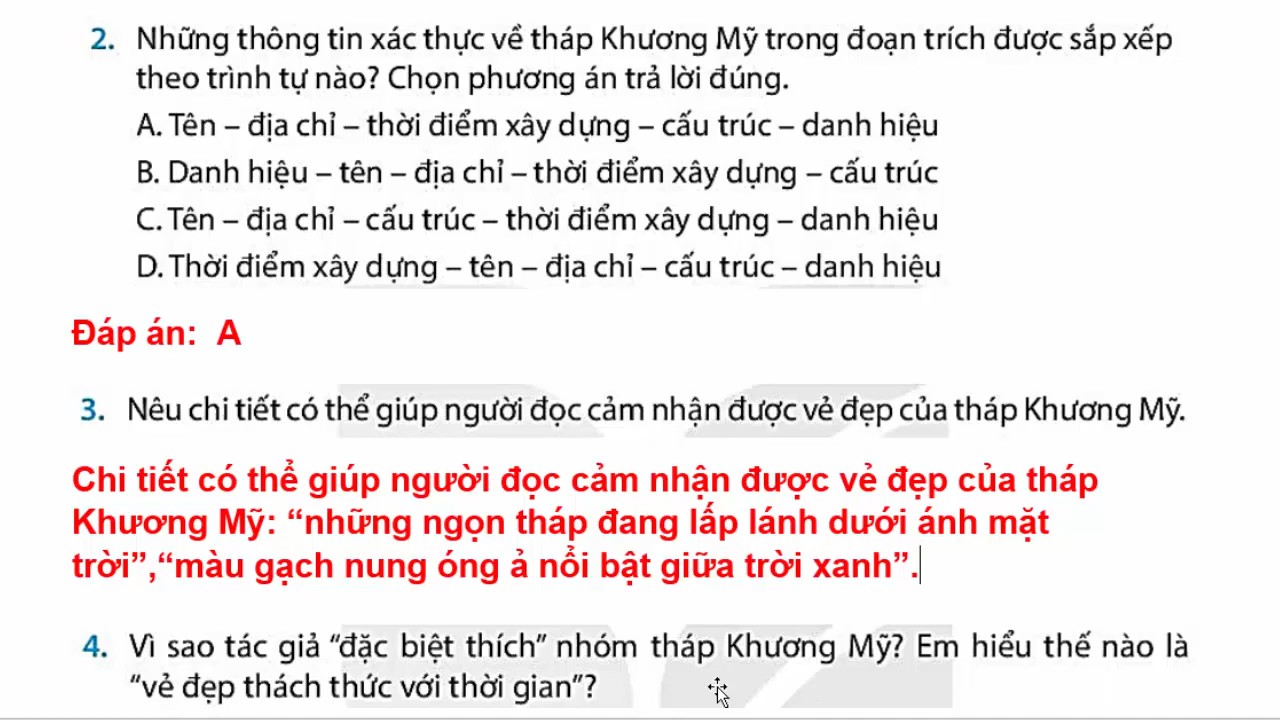 2. Những thông tin xác thực về tháp Khương Mỹ trong đoạn trích được sắp xếp
theo trình tự nào? Chọn phương án trả lời đúng.
A. Tên – địa chỉ – thời điểm xây dựng – cấu trúc – danh hiệu
B. Danh hiệu – tên – địa chỉ – thời điểm xây dựng – cấu trúc
C. Tên – địa chỉ – cấu trúc – thời điểm xây dựng – danh hiệu
D. Thời điểm xây dựng – tên – địa chỉ – cấu trúc – danh hiệu
Đáp án: A
3. Nêu chi tiết có thể giúp người đọc cảm nhận được vẻ đẹp của tháp Khương Mỹ.
Chi tiết có thể giúp người đọc cảm nhận được vẻ đẹp của tháp
Khương Mỹ: “những ngọn tháp đang lấp lánh dưới ánh mặt
trời”,“màu gạch nung óng ả nổi bật giữa trời xanh”.
4. Vì sao tác giả “đặc biệt thích” nhóm tháp Khương Mỹ? Em hiểu thế nào là
“vẻ đẹp thách thức với thời gian”?